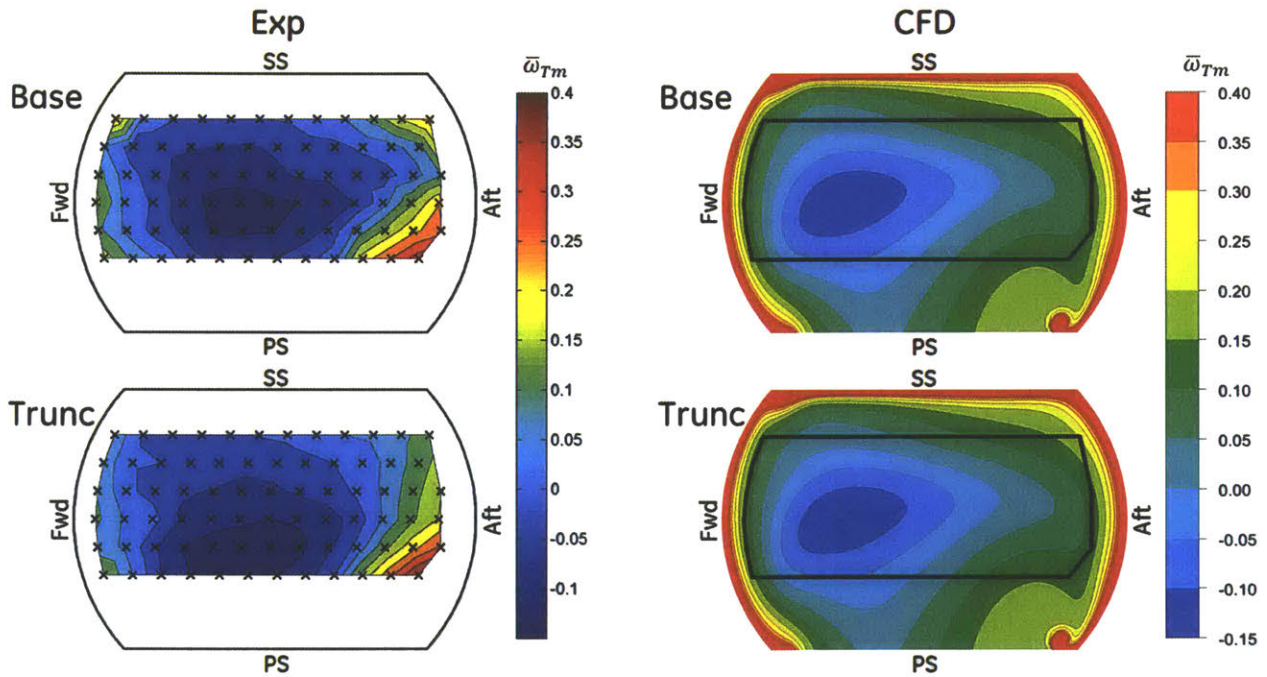 Exp
CFD
SS
SS
ω̅_Tm
ω̅_Tm
Base
Base
0.4
0.35
0.3
0.25
0.2
0.15
0.1
0.05
0
-0.05
-0.1
0.40
0.35
0.30
0.25
0.20
0.15
0.10
0.05
0.00
-0.05
-0.10
-0.15
Fwd
Aft
Fwd
Aft
PS
PS
SS
SS
Trunc
Trunc
Fwd
Aft
Fwd
Aft
PS
PS